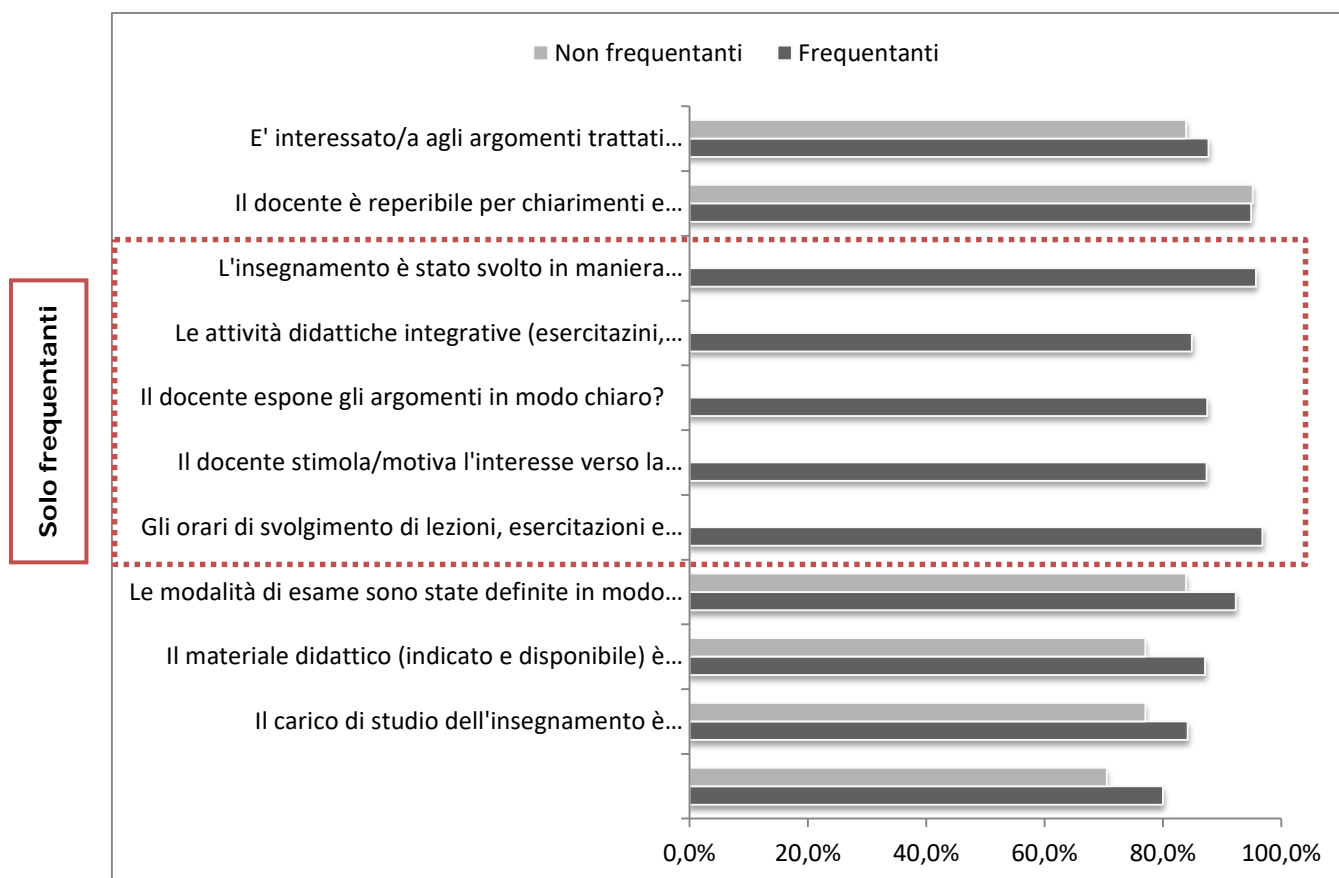 Non frequentanti Frequentanti
E' interessato/a agli argomenti trattati...
Il docente è reperibile per chiarimenti e...
L'insegnamento è stato svolto in maniera...
Le attività didattiche integrative (esercitazini,...
Il docente espone gli argomenti in modo chiaro?
Il docente stimola/motiva l'interesse verso la...
Gli orari di svolgimento di lezioni, esercitazioni e...
Le modalità di esame sono state definite in modo...
Il materiale didattico (indicato e disponibile) è...
Il carico di studio dell'insegnamento è...
Solo frequentanti
0,0% 20,0% 40,0% 60,0% 80,0% 100,0%